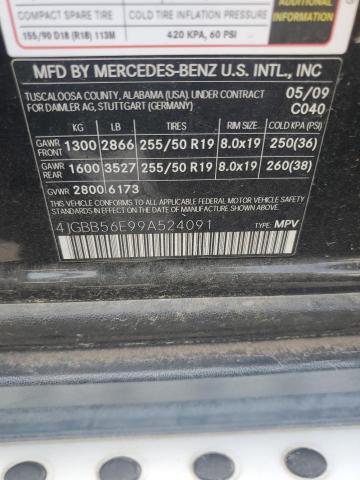 COMPACT SPARE TIRE COLD TIRE INFLATION PRESSURE
155/90 D18 (R18) 113M 420 KPA, 60 PSI
ADDITIONAL
INFORMATION
MFD BY MERCEDES-BENZ U.S. INTL., INC
TUSCALOOSA COUNTY, ALABAMA (USA) UNDER CONTRACT 05/09
FOR DAIMLER AG, STUTTGART (GERMANY) C040
KG LB TIRES RIM SIZE COLD KPA (PSI)
GAWR FRONT 1300 2866 255/50 R19 8.0x19 250(36)
GAWR REAR 1600 3527 255/50 R19 8.0x19 260(38)
GVWR 2800 6173
THIS VEHICLE CONFORMS TO ALL APPLICABLE FEDERAL MOTOR VEHICLE
SAFETY STANDARDS IN EFFECT ON THE DATE OF MANUFACTURE SHOWN ABOVE.
4JGBB56E99A524091 TYPE: MPV